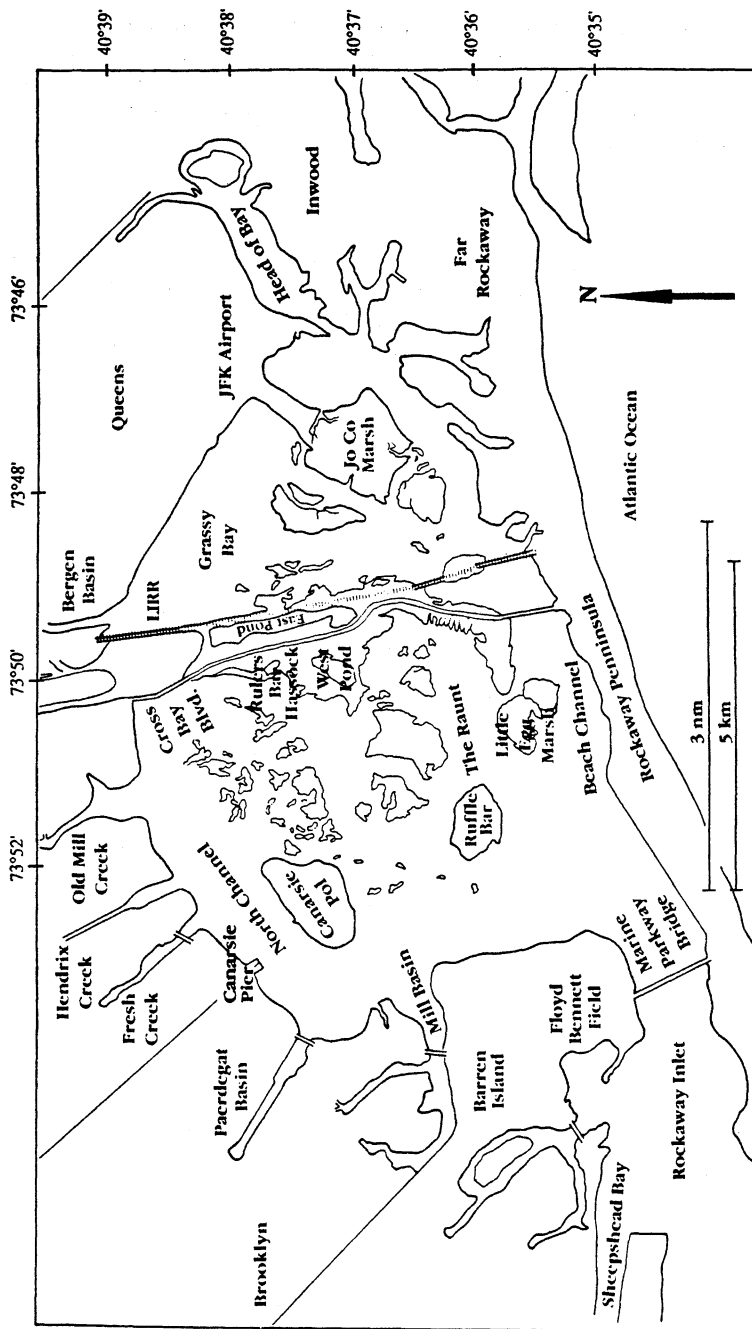 73°52'
73°50'
73°48'
73°46'
40°39'
40°38'
40°37'
40°36'
40°35'
Hendrix
Creek
Old Mill
Creek
Fresh
Creek
Bergen
Basin
LIRR
Queens
Cross
Bay
Blvd.
Grassy
Bay
JFK Airport
Head of Bay
Inwood
North Channel
Canarsie
Pier
Canarsie
Pol
Rulers
Bar
Hassock
East Pond
West
Pond
Jo Co
Marsh
Paerdegat
Basin
Brooklyn
Mill Basin
Barren
Island
Ruffle
Bar
The Raunt
Little
Egg
Marsh
Far
Rockaway
Floyd
Bennett
Field
Marine
Parkway
Bridge
Beach Channel
Rockaway Penninsula
Sheepshead Bay
Rockaway Inlet
Atlantic Ocean
N
3 nm
5 km